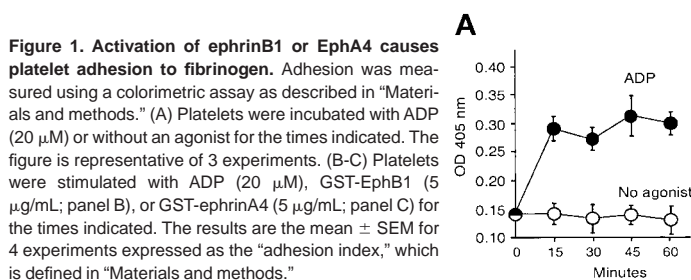 Figure 1. Activation of ephrinB1 or EphA4 causes
platelet adhesion to fibrinogen. Adhesion was mea-
sured using a colorimetric assay as described in “Materi-
als and methods.” (A) Platelets were incubated with ADP
(20 μM) or without an agonist for the times indicated. The
figure is representative of 3 experiments. (B-C) Platelets
were stimulated with ADP (20 μM), GST-EphB1 (5
μg/mL; panel B), or GST-ephrinA4 (5 μg/mL; panel C) for
the times indicated. The results are the mean ± SEM for
4 experiments expressed as the “adhesion index,” which
is defined in “Materials and methods.”
A
OD 405 nm
0.40
0.35
0.30
0.25
0.20
0.15
0.10
ADP
No agonist
0 15 30 45 60
Minutes